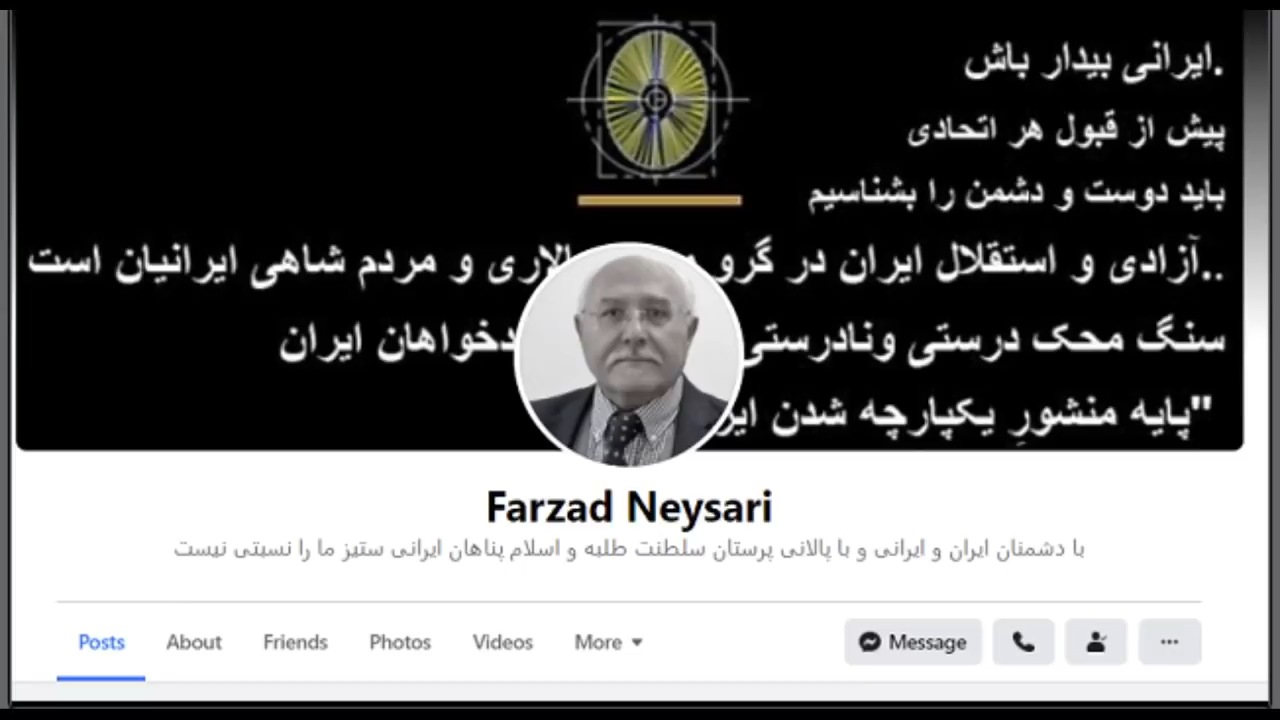 .ایرانی بیدار باش
پیش از قبول هر اتحادی
باید دوست و دشمن را بشناسیم
..آزادی و استقلال ایران در گرو الاری و مردم شاهی ایرانیان است
سنگ محک درستی ونادرستی دخواهان ایران
"پایه منشورِ یکپارچه شدن ایر
Farzad Neysari
با دشمنان ایران و ایرانی و با پالانی پرستان سلطنت طلبه و اسلام پناهان ایرانی ستیز ما را نسبتی نیست
Posts About Friends Photos Videos More Message